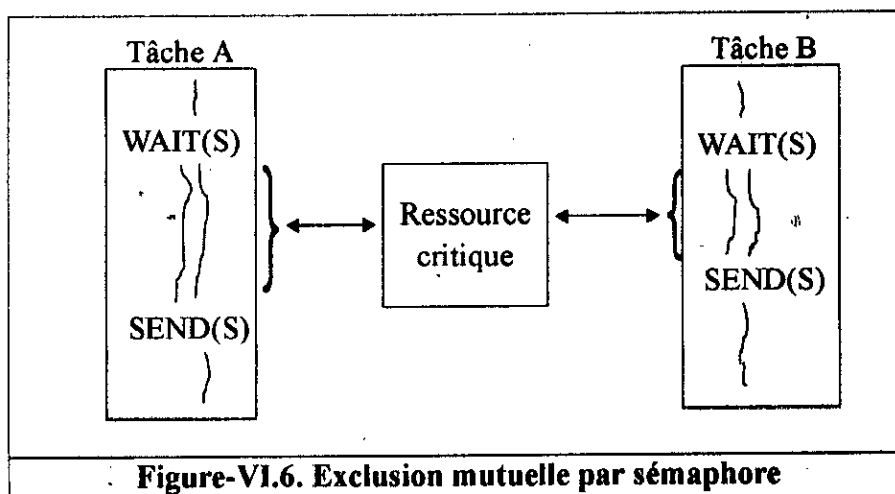 Tâche A
WAIT(S)
SEND(S)
Ressource
critique
Tâche B
WAIT(S)
SEND(S)
Figure-VI.6. Exclusion mutuelle par sémaphore